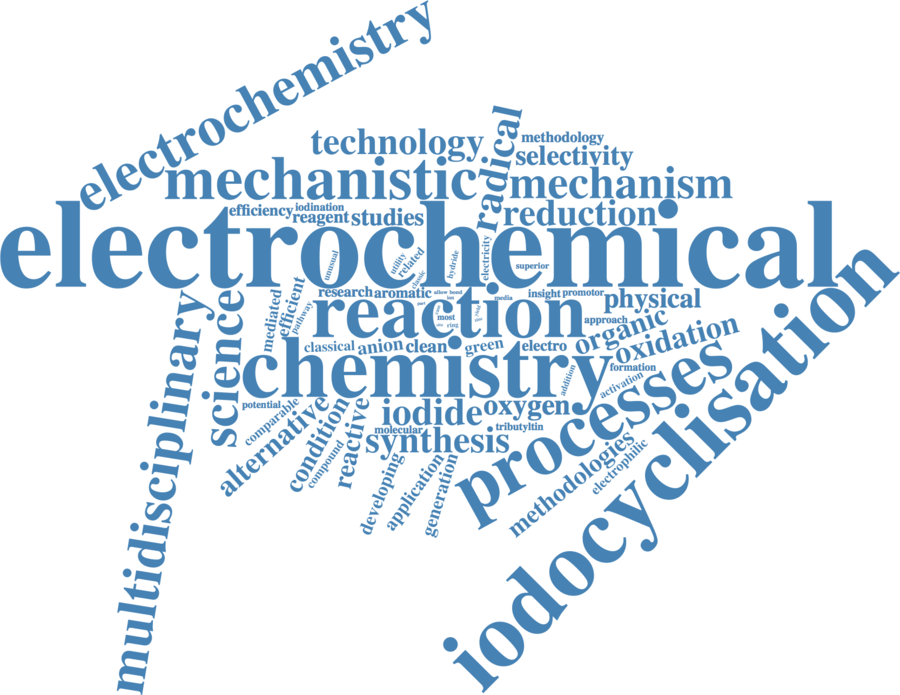 electrochemistry
technology
radical
methodology
selectivity
mechanistic
mechanism
efficiency
iodination
reagent
studies
reduction
electrochemical
unusual
utility
related
classic
hydride
electricity
superior
multidisciplinary
science
mediated
efficient
pathway
research
aromatic
allow
bond
media
insight
promotor
physical
reaction
most
ring
approach
organic
oxidation
classical
anion
clean
green
electro
chemistry
formation
addition
activation
processes
potential
comparable
alternative
condition
compound
reactive
iodide
oxygen
molecular
tributyltin
synthesis
developing
application
generation
methodologies
electrophilic
iodocyclisation